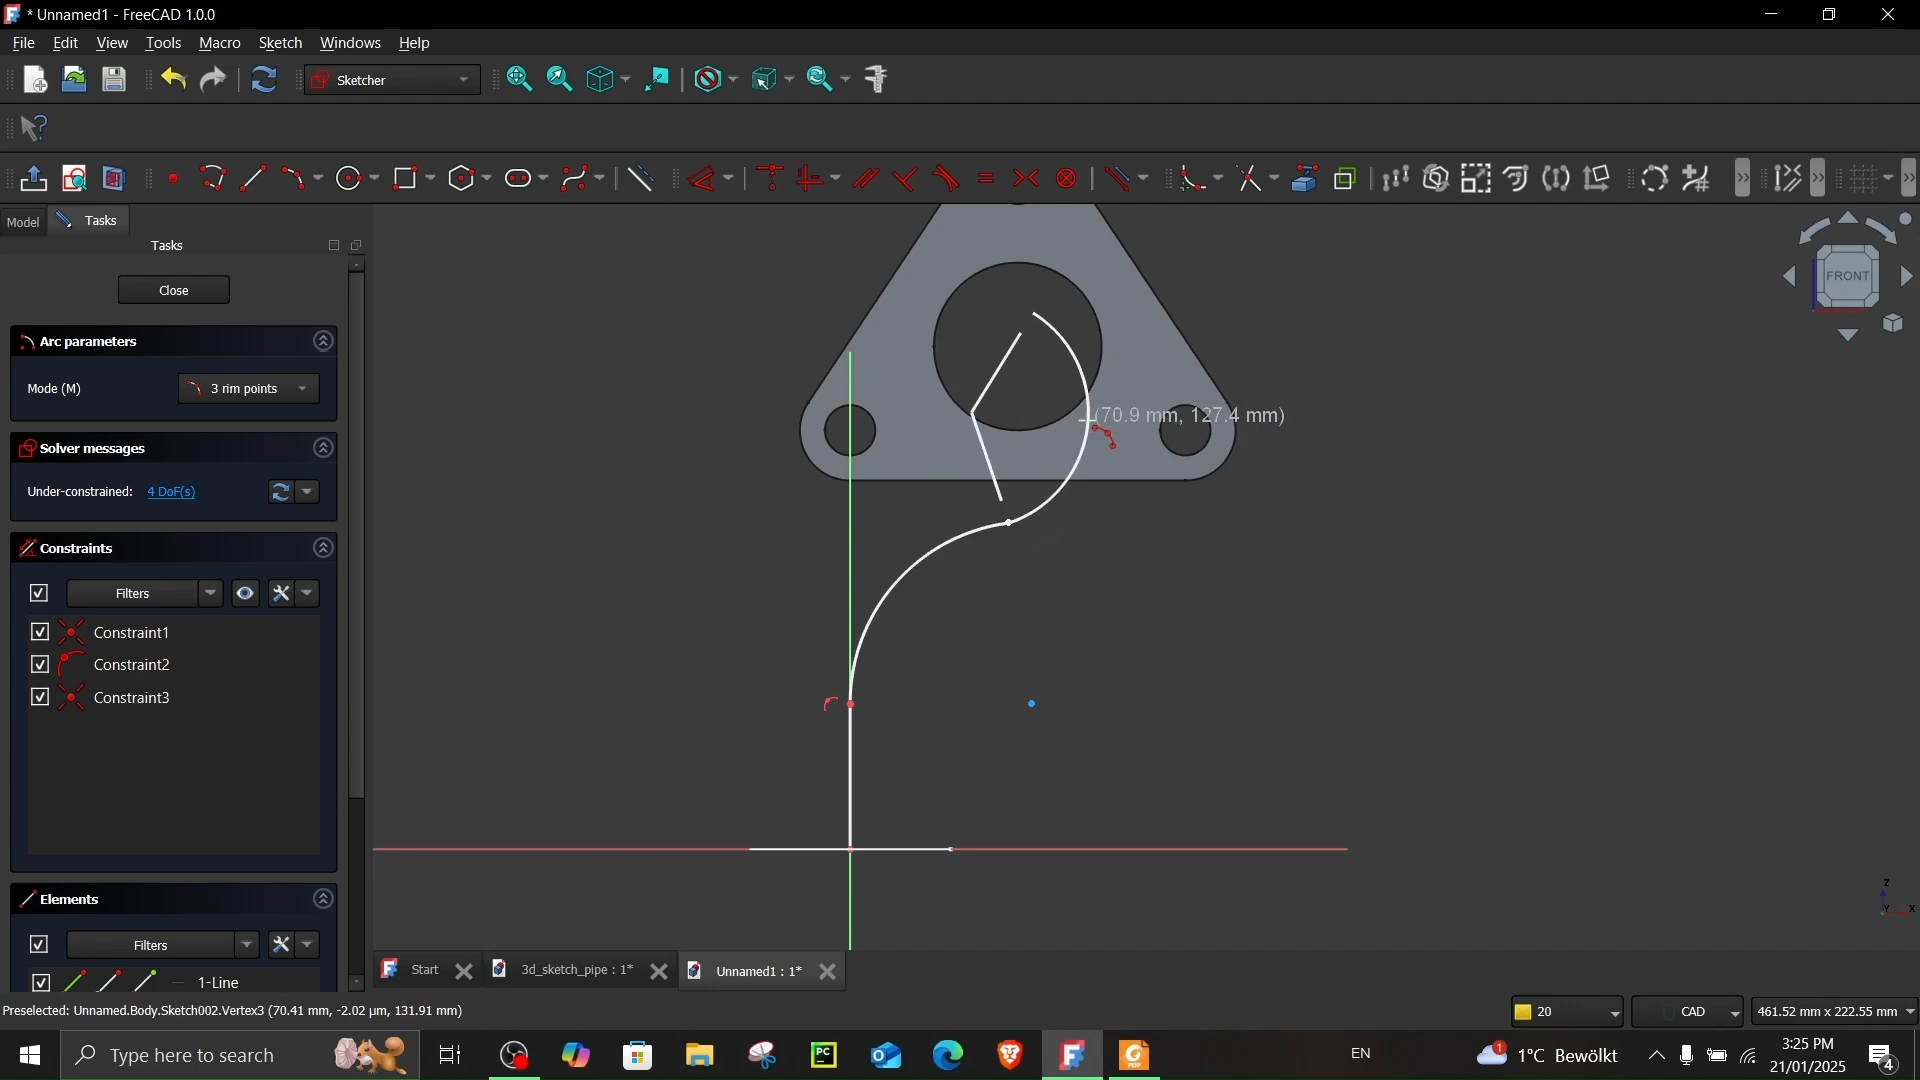 * Unnamed1 - FreeCAD 1.0.0
File Edit View Tools Macro Sketch Windows Help
Sketcher
Model Tasks
Tasks
Close
Arc parameters
Mode (M) 3 rim points
Solver messages
Under-constrained: 4 DoF(s)
Constraints
Filters
Constraint1
Constraint2
Constraint3
Elements
Filters
1-Line
(70.9 mm, 127.4 mm)
FRONT
Z
Y X
Start 3d_sketch_pipe : 1* Unnamed1 : 1*
Preselected: Unnamed.Body.Sketch002.Vertex3 (70.41 mm, -2.02 µm, 131.91 mm)
20 CAD 461.52 mm x 222.55 mm
Type here to search
PC
PDF
EN
1
1°C Bewölkt
3:25 PM
21/01/2025
4